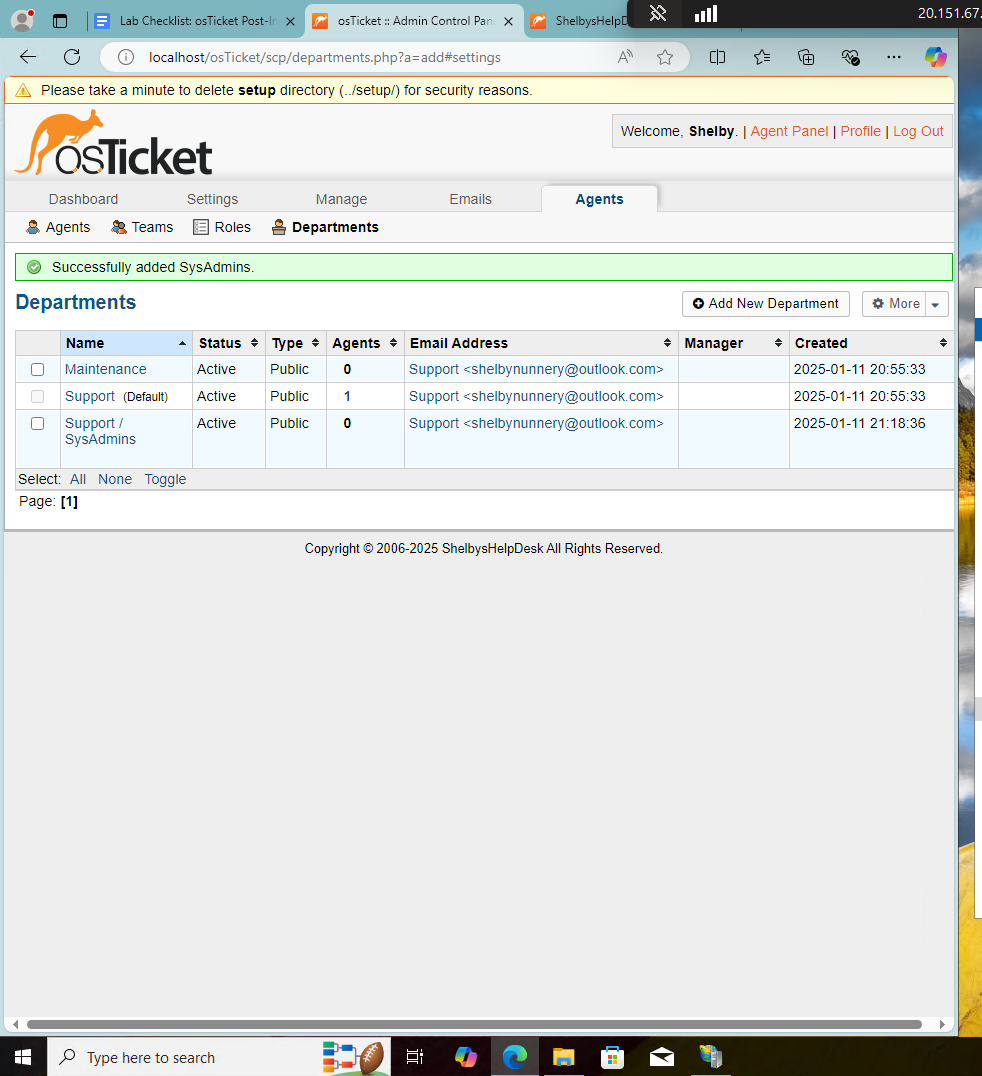 Lab Checklist: osTicket Post-In
osTicket :: Admin Control Pan
ShelbysHelpD
20.151.67.
localhost/osTicket/scp/departments.php?a=add#settings
Please take a minute to delete setup directory (../setup/) for security reasons.
osTicket
Welcome, Shelby. | Agent Panel | Profile | Log Out
Dashboard Settings Manage Emails Agents
Agents Teams Roles Departments
Successfully added SysAdmins.
Departments
Add New Department More
Name Status Type Agents Email Address Manager Created
Maintenance Active Public 0 Support <shelbynunnery@outlook.com> 2025-01-11 20:55:33
Support (Default) Active Public 1 Support <shelbynunnery@outlook.com> 2025-01-11 20:55:33
Support / Active Public 0 Support <shelbynunnery@outlook.com> 2025-01-11 21:18:36
SysAdmins
Select: All None Toggle
Page: [1]
Copyright © 2006-2025 ShelbysHelpDesk All Rights Reserved.
Type here to search